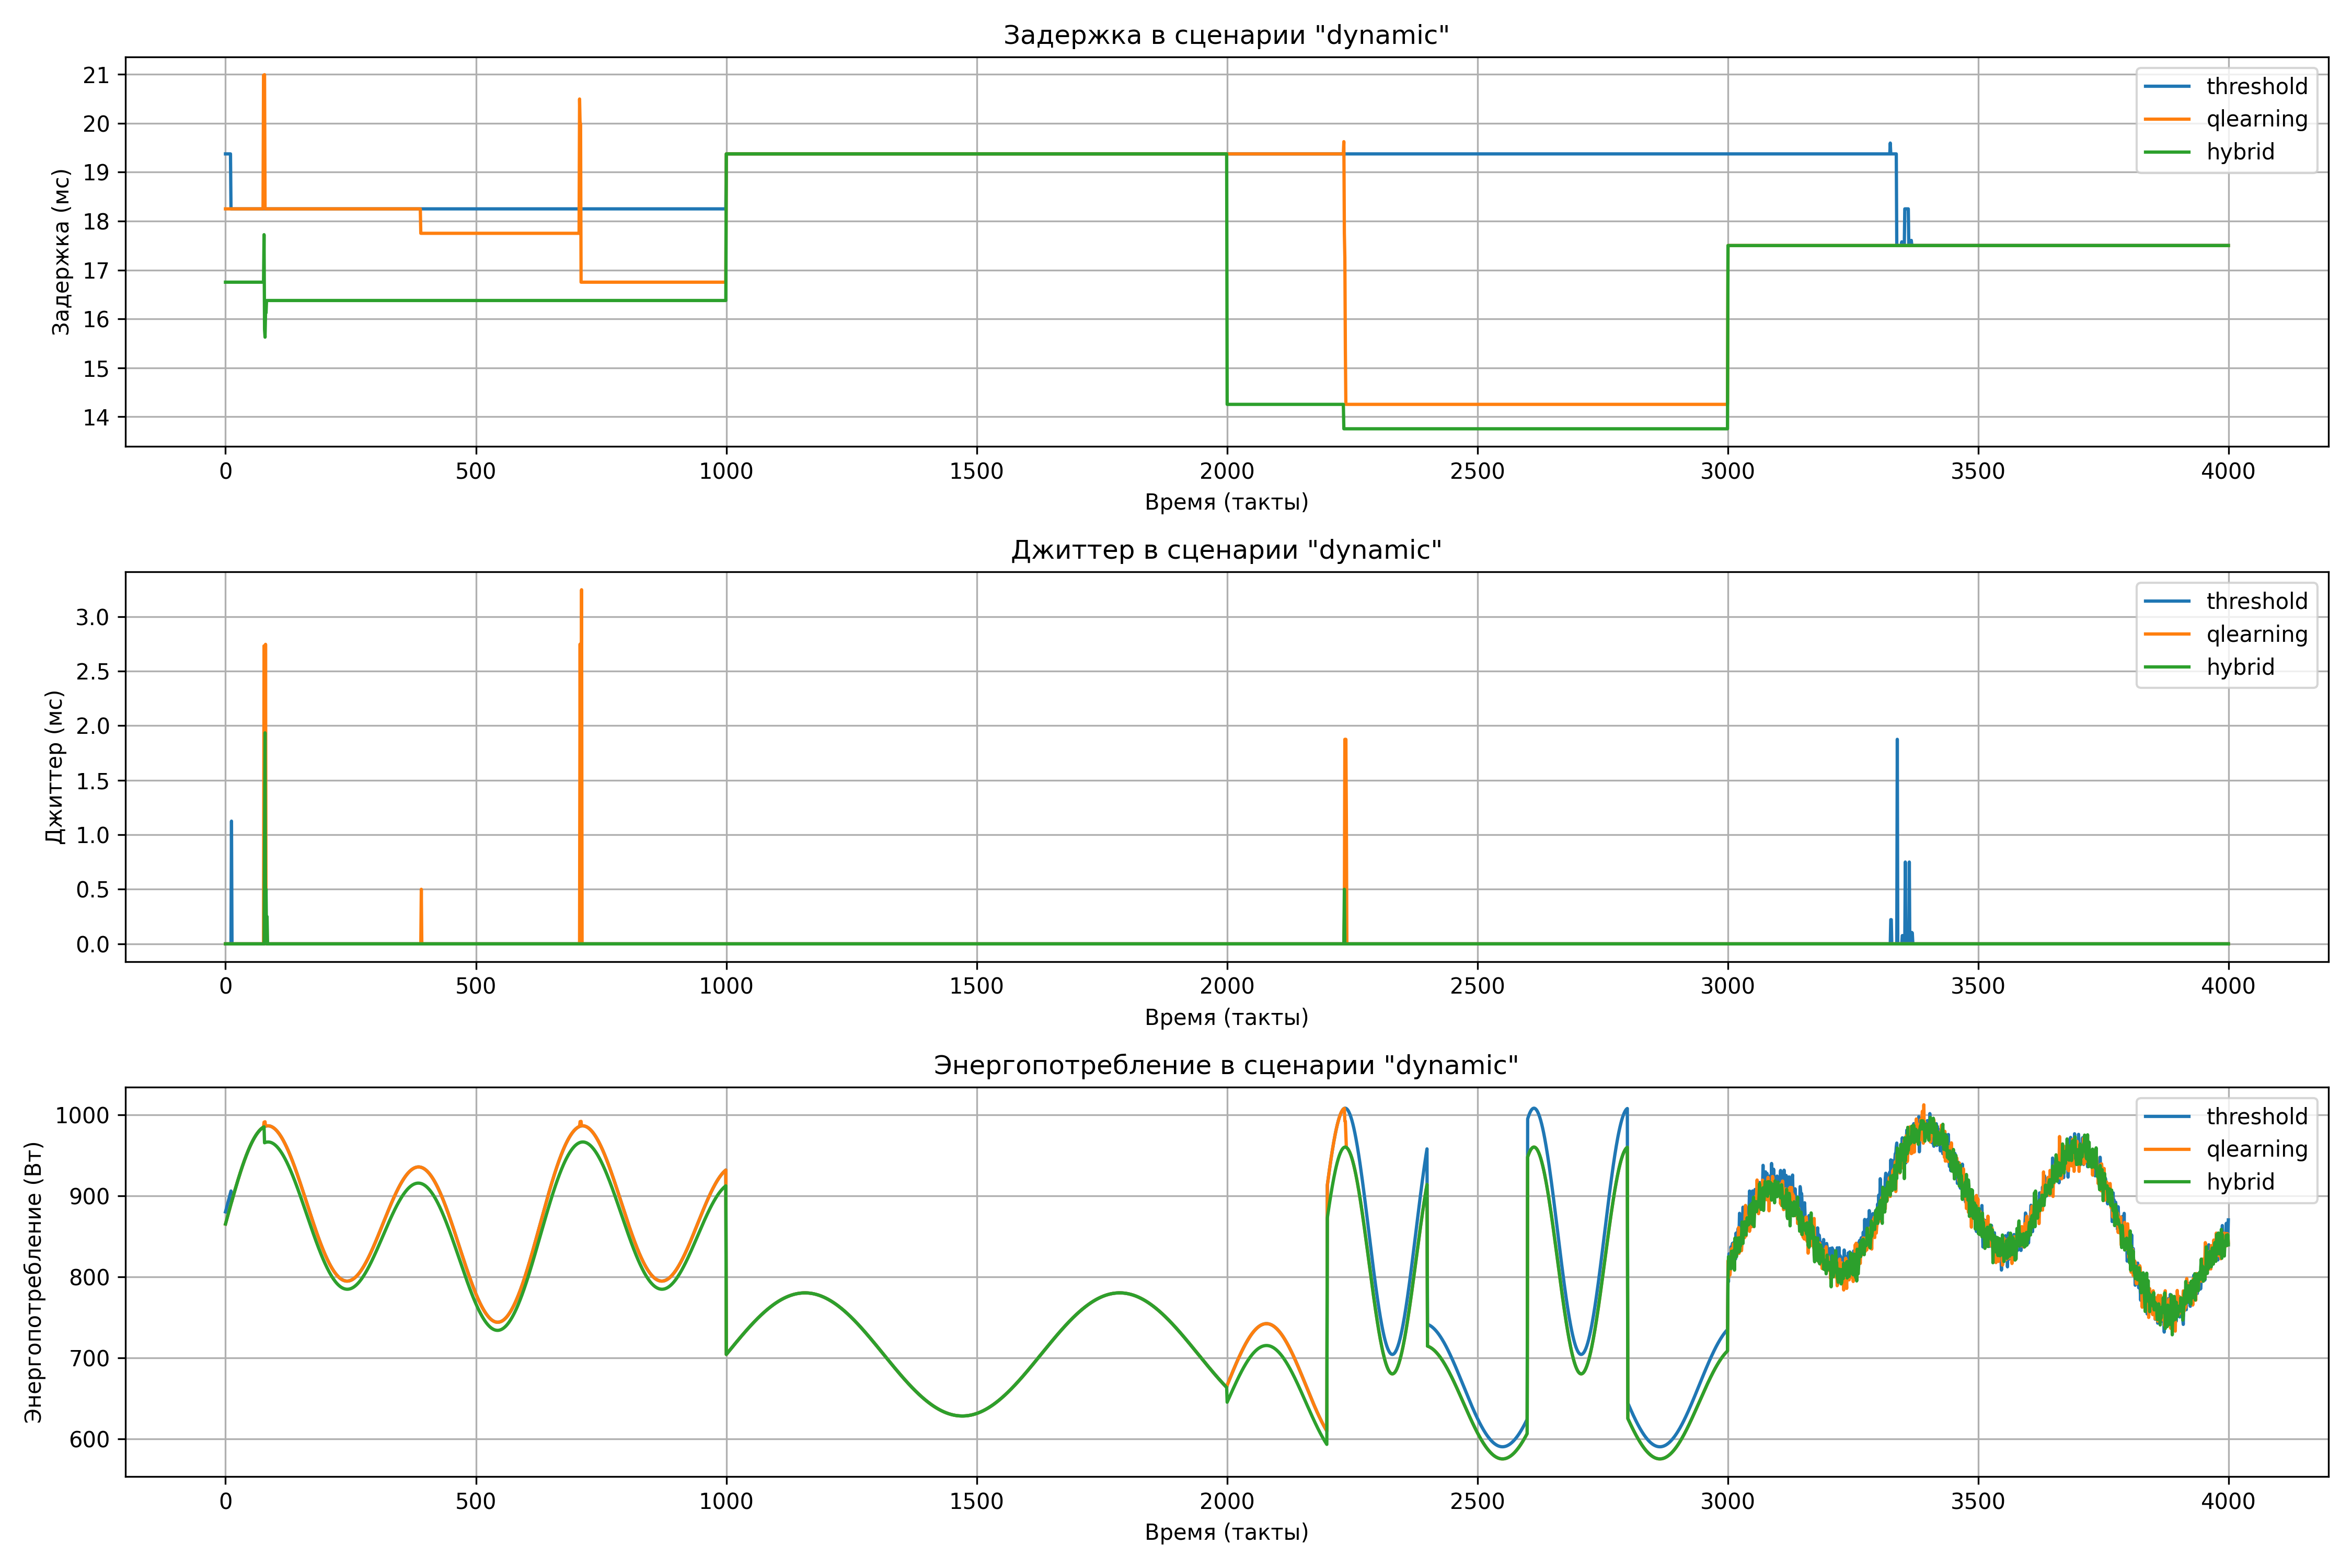 Задержка в сценарии "dynamic"
Задержка (мс)
21
20
19
18
17
16
15
14
threshold
qlearning
hybrid
0 500 1000 1500 2000 2500 3000 3500 4000
Время (такты)
Джиттер в сценарии "dynamic"
Джиттер (мс)
3.0
2.5
2.0
1.5
1.0
0.5
0.0
threshold
qlearning
hybrid
0 500 1000 1500 2000 2500 3000 3500 4000
Время (такты)
Энергопотребление в сценарии "dynamic"
Энергопотребление (Вт)
1000
900
800
700
600
threshold
qlearning
hybrid
0 500 1000 1500 2000 2500 3000 3500 4000
Время (такты)